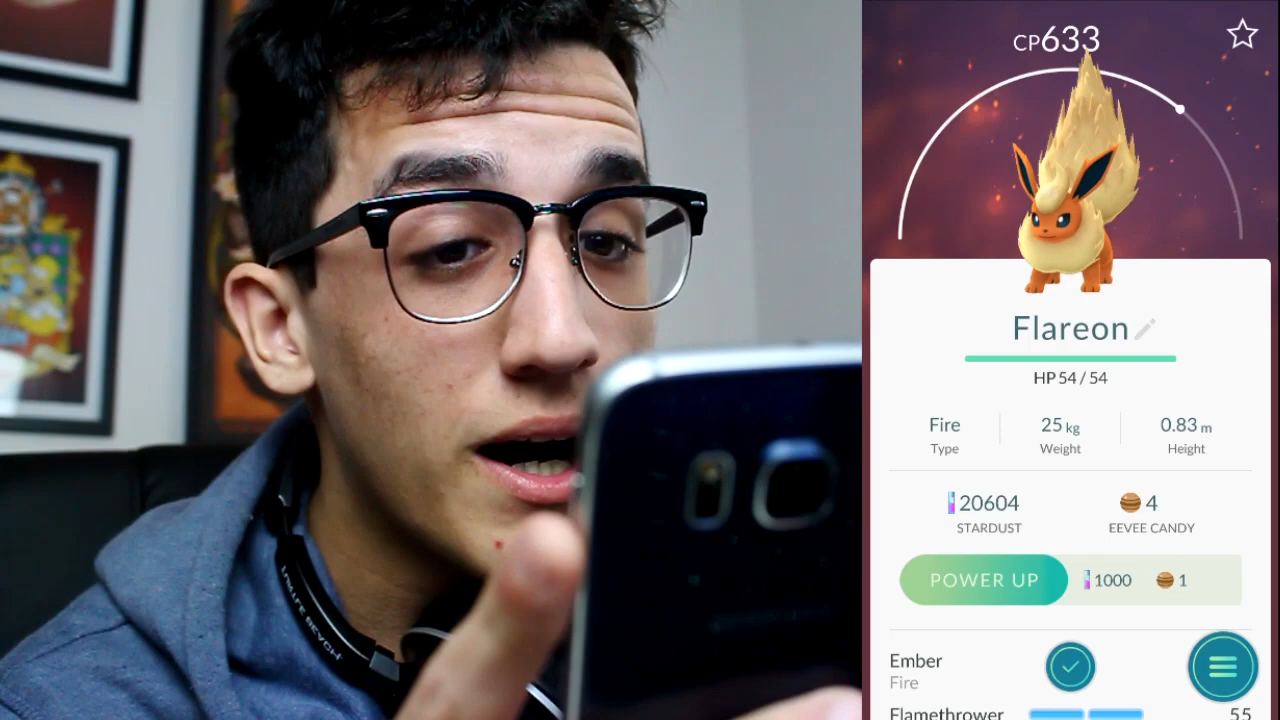 CP633
Flareon
HP 54 / 54
Fire
Type
25 kg
Weight
0.83 m
Height
20604
STARDUST
4
EEVEE CANDY
POWER UP
1000
1
Ember
Fire
Flamethrower
55